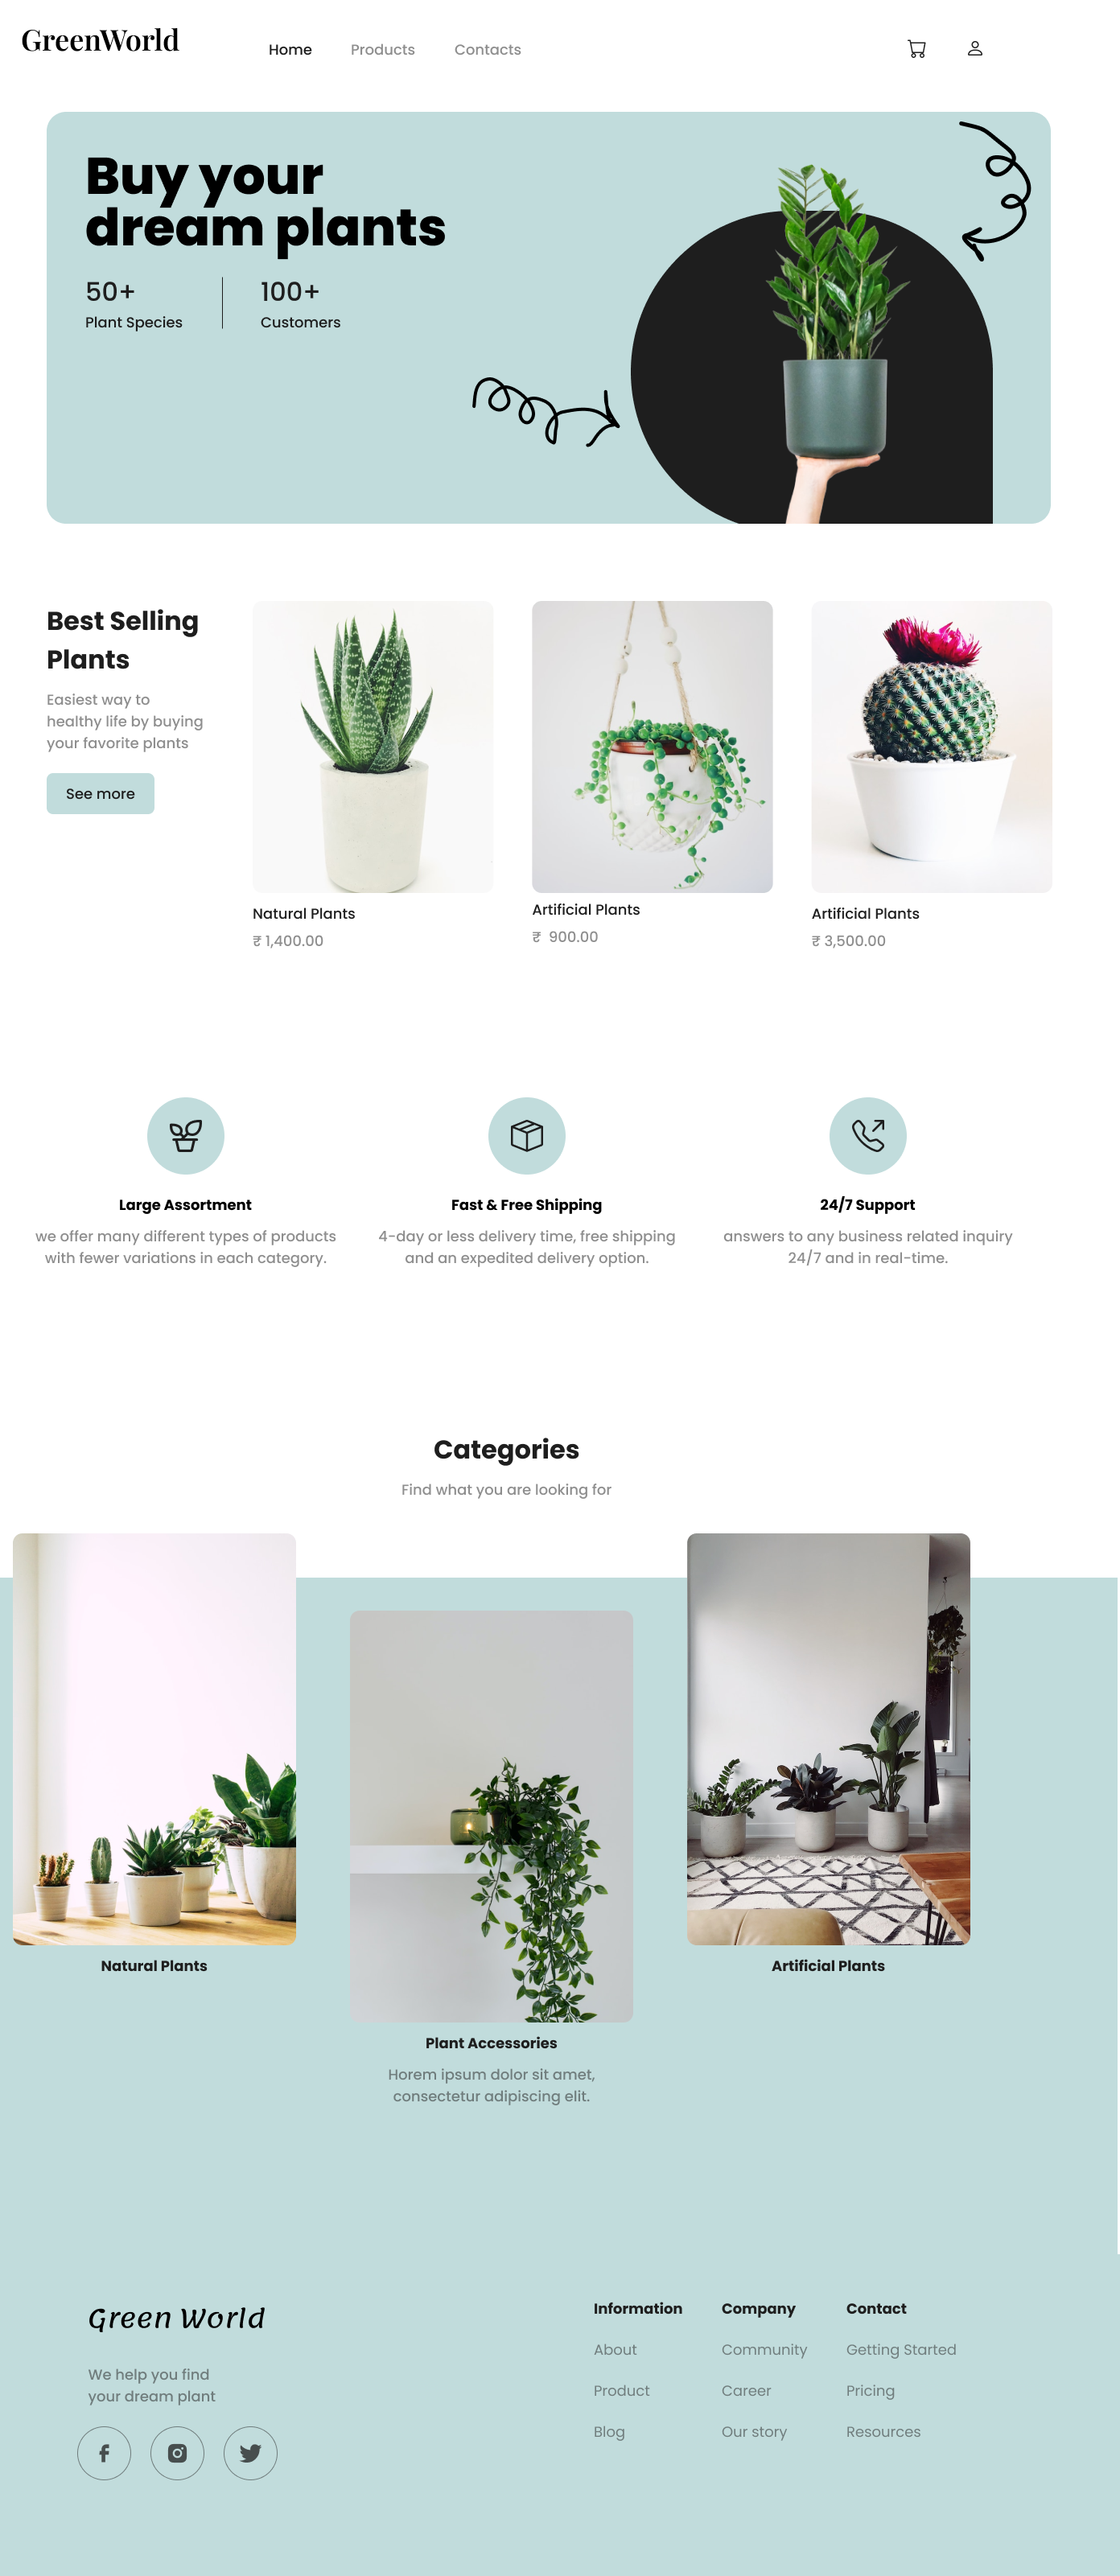 GreenWorld
Home
Products
Contacts
Buy your
dream plants
50+
Plant Species
100+
Customers
Best Selling
Plants
Easiest way to
healthy life by buying
your favorite plants
See more
Natural Plants
₹ 1,400.00
Artificial Plants
₹  900.00
Artificial Plants
₹ 3,500.00
Large Assortment
we offer many different types of products
with fewer variations in each category.
Fast & Free Shipping
4-day or less delivery time, free shipping
and an expedited delivery option.
24/7 Support
answers to any business related inquiry
24/7 and in real-time.
Categories
Find what you are looking for
Natural Plants
Plant Accessories
Horem ipsum dolor sit amet,
consectetur adipiscing elit.
Artificial Plants
Green World
We help you find
your dream plant
Information
About
Product
Blog
Company
Community
Career
Our story
Contact
Getting Started
Pricing
Resources